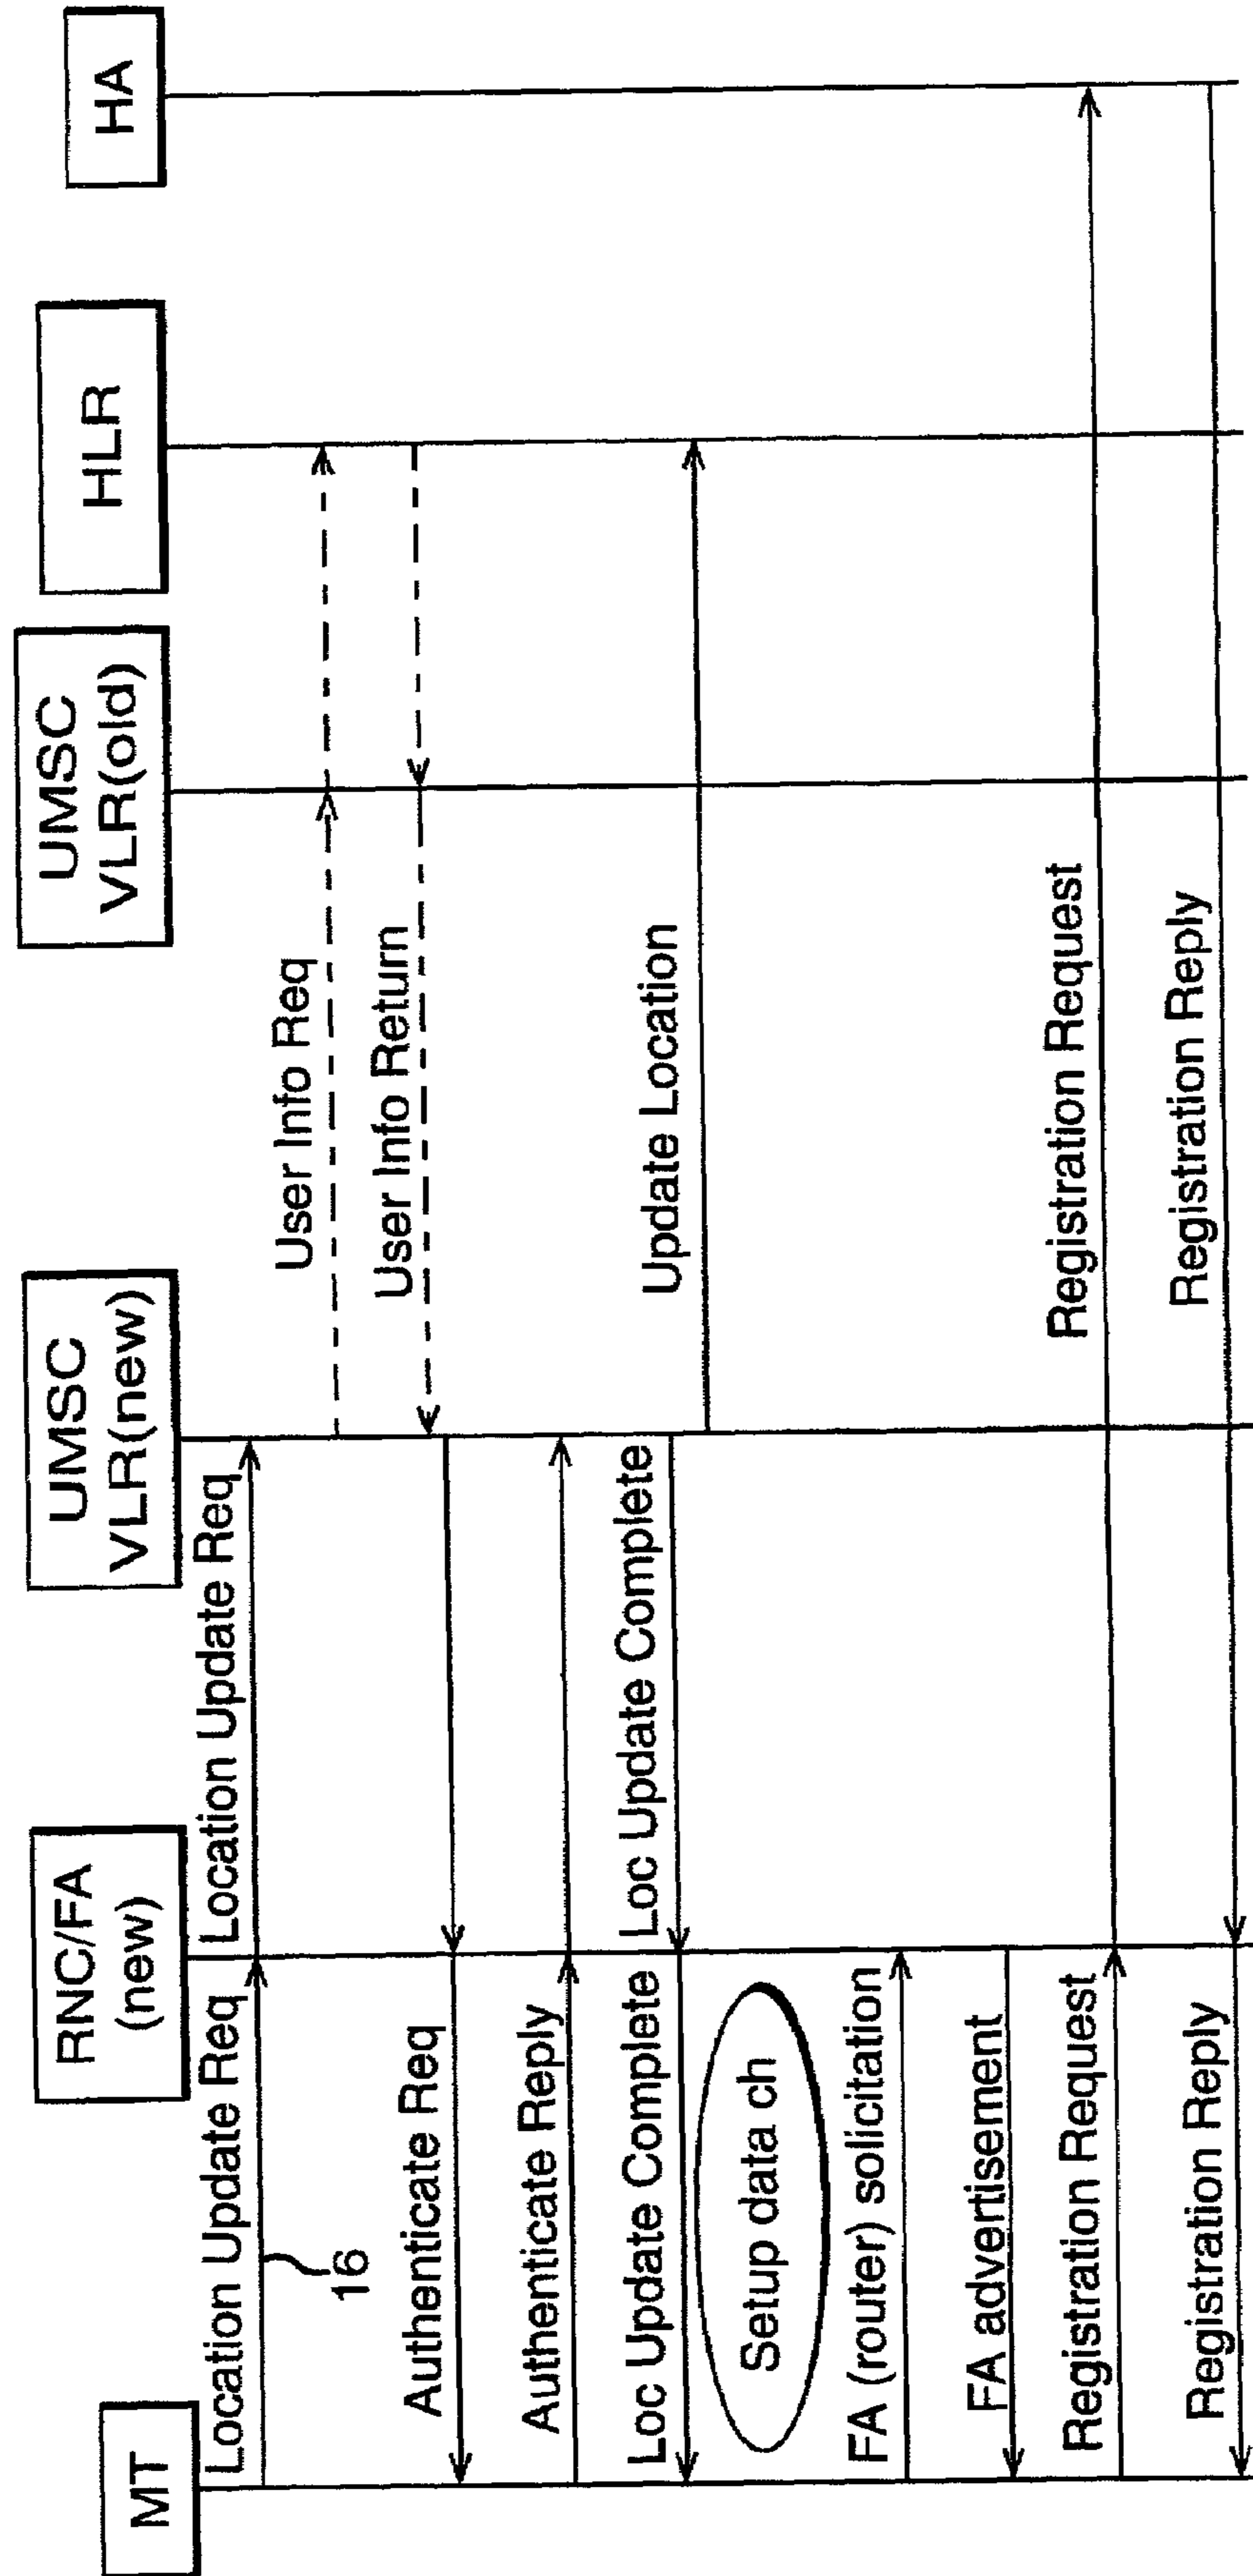 MT
RNC/FA
(new)
UMSC
VLR(new)
UMSC
VLR(old)
HLR
HA
Location Update Req
Location Update Req
16
User Info Req
User Info Return
Authenticate Req
Authenticate Reply
Loc Update Complete
Loc Update Complete
Update Location
Setup data ch
FA (router) solicitation
FA advertisement
Registration Request
Registration Request
Registration Reply
Registration Reply